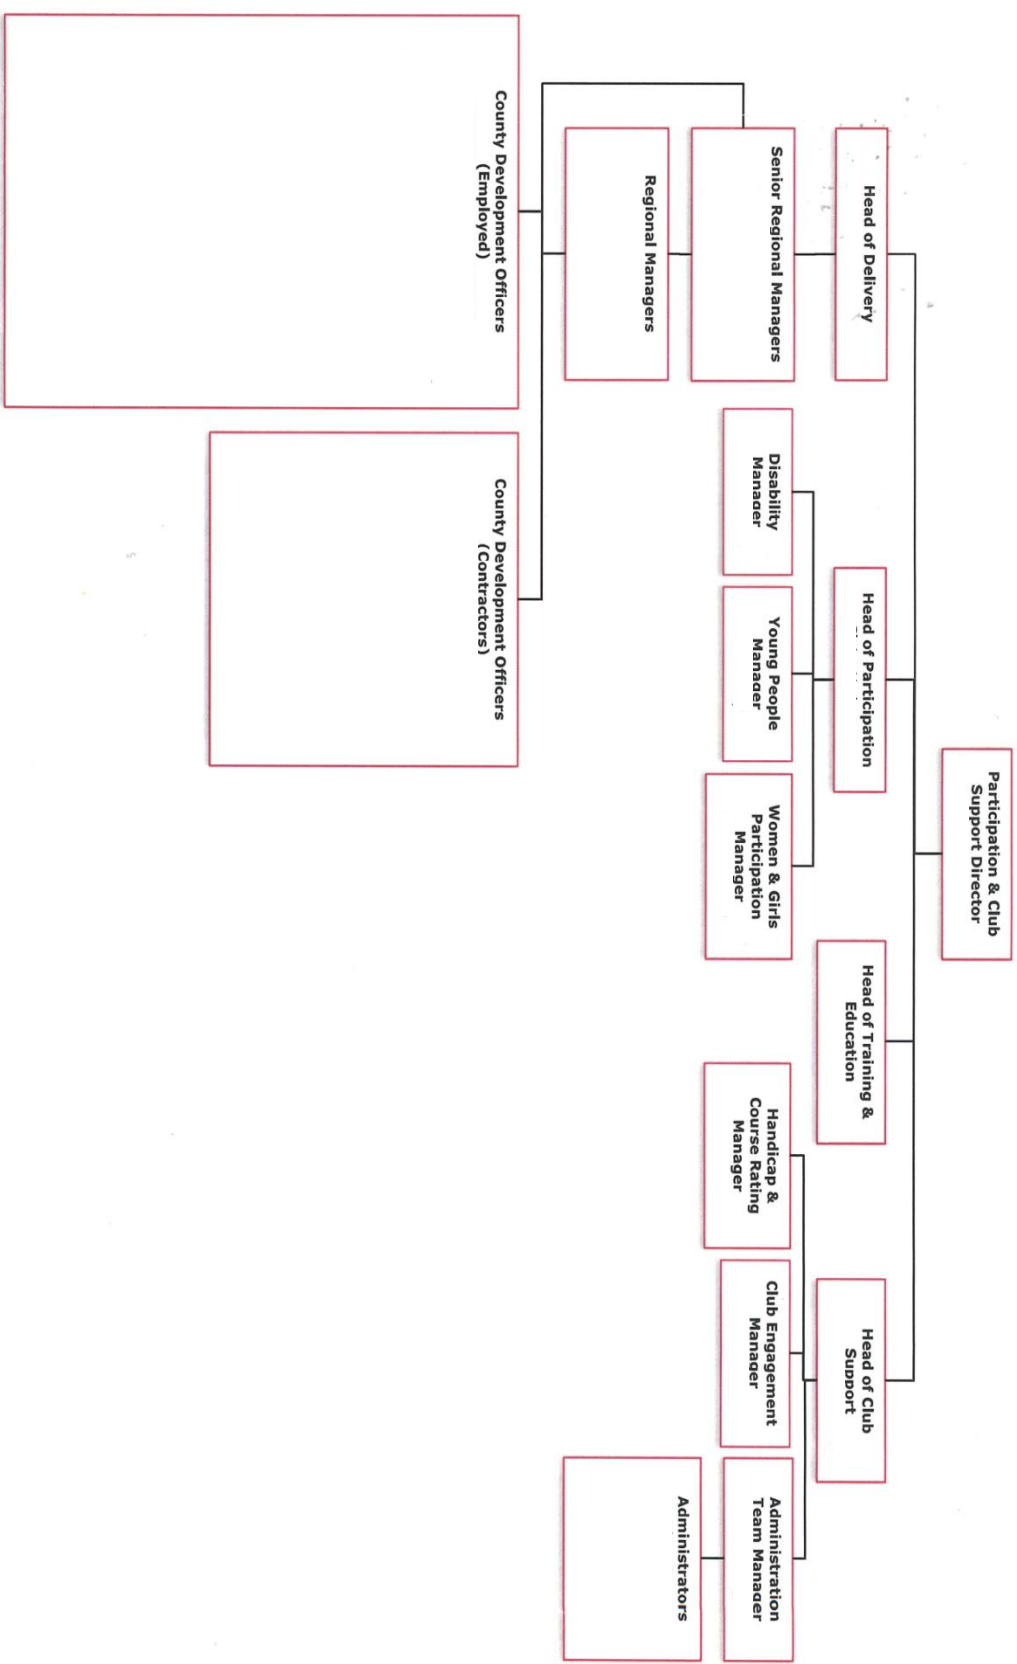 Participation & Club
Support Director
Head of Delivery
Head of Participation
Head of Training &
Education
Head of Club
Support
Senior Regional Managers
Regional Managers
County Development Officers
(Employed)
County Development Officers
(Contractors)
Disability
Manager
Young People
Manager
Women & Girls
Participation
Manager
Handicap &
Course Rating
Manager
Club Engagement
Manager
Administration
Team Manager
Administrators